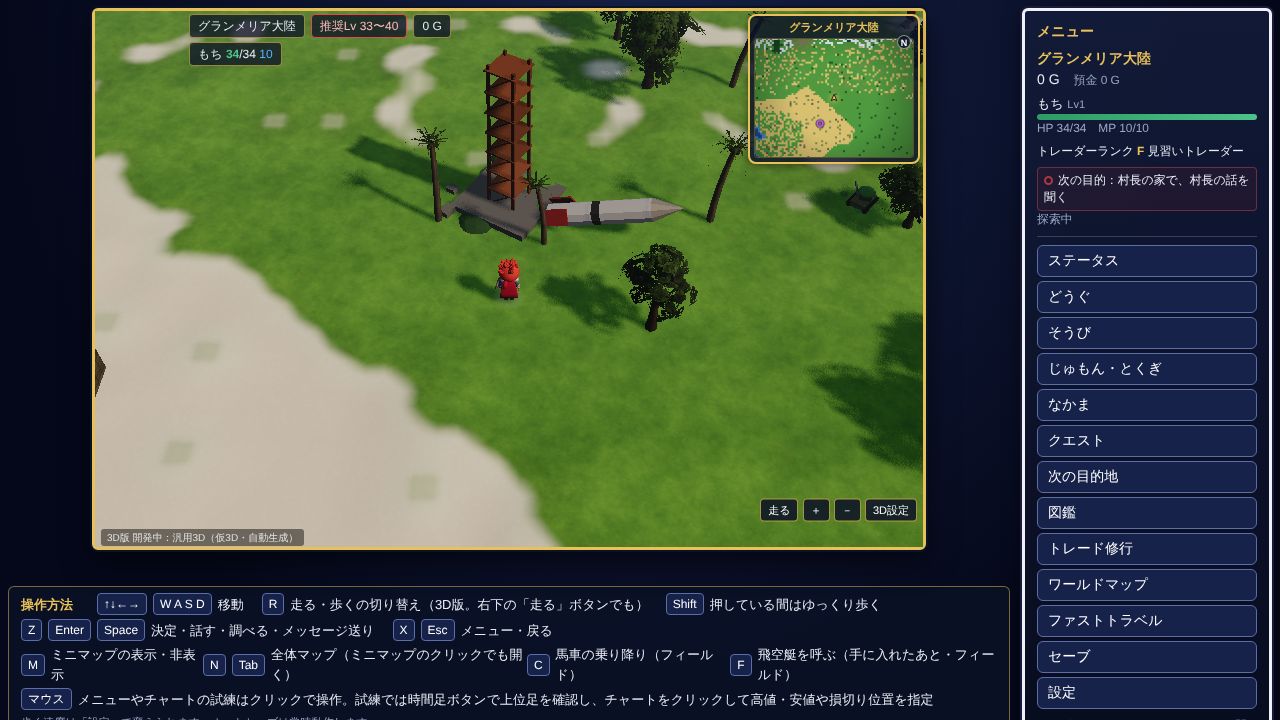 グランメリア大陸
推奨Lv 33〜40
0 G
もち 34/34 10
グランメリア大陸
N
A
走る
＋
－
3D設定
3D版 開発中：汎用3D（仮3D・自動生成）
メニュー
グランメリア大陸
0 G 預金 0 G
もち Lv1
HP 34/34 MP 10/10
トレーダーランク F 見習いトレーダー
次の目的：村長の家で、村長の話を
聞く
探索中
ステータス
どうぐ
そうび
じゅもん・とくぎ
なかま
クエスト
次の目的地
図鑑
トレード修行
ワールドマップ
ファストトラベル
セーブ
設定
操作方法 ↑↓←→ W A S D 移動 R 走る・歩くの切り替え（3D版。右下の「走る」ボタンでも） Shift 押している間はゆっくり歩く
Z Enter Space 決定・話す・調べる・メッセージ送り X Esc メニュー・戻る
M ミニマップの表示・非表示 N Tab 全体マップ（ミニマップのクリックでも開く） C 馬車の乗り降り（フィールド） F 飛空艇を呼ぶ（手に入れたあと・フィールド）
マウス メニューやチャートの試練はクリックで操作。試練では時間足ボタンで上位足を確認し、チャートをクリックして高値・安値や損切り位置を指定